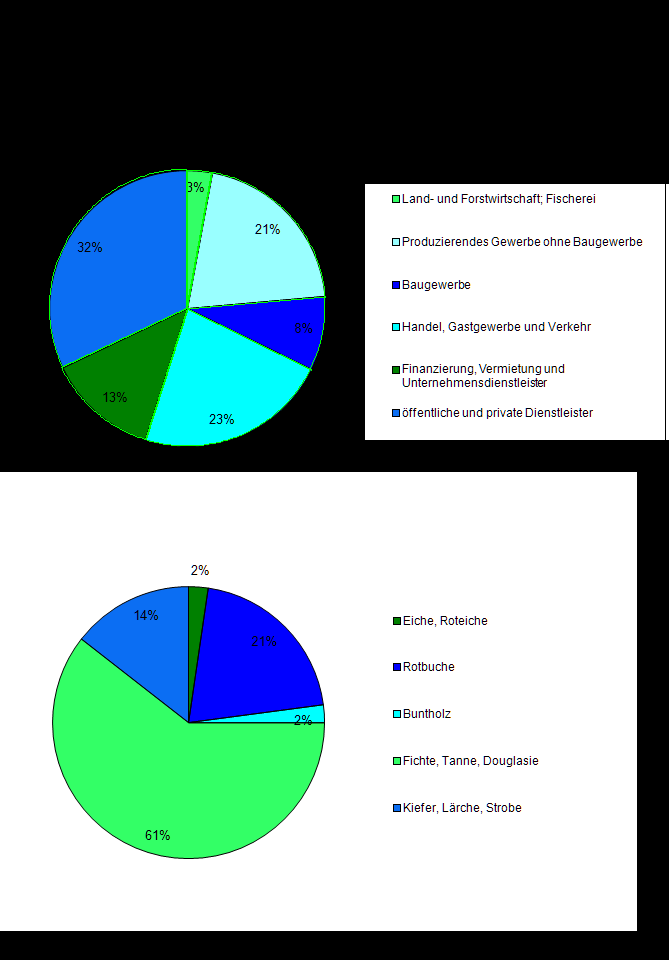 3%
21%
32%
8%
13%
23%
Land- und Forstwirtschaft; Fischerei
Produzierendes Gewerbe ohne Baugewerbe
Baugewerbe
Handel, Gastgewerbe und Verkehr
Finanzierung, Vermietung und
Unternehmensdienstleister
öffentliche und private Dienstleister
2%
14%
21%
2%
61%
Eiche, Roteiche
Rotbuche
Buntholz
Fichte, Tanne, Douglasie
Kiefer, Lärche, Strobe